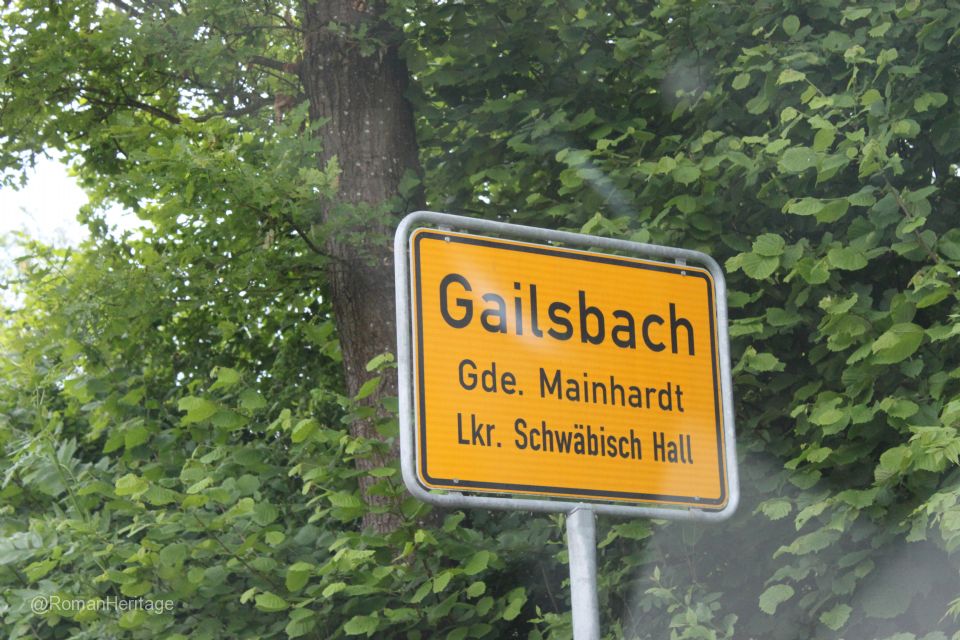 Gailsbach
Gde. Mainhardt
Lkr. Schwäbisch Hall
@RomanHeritage